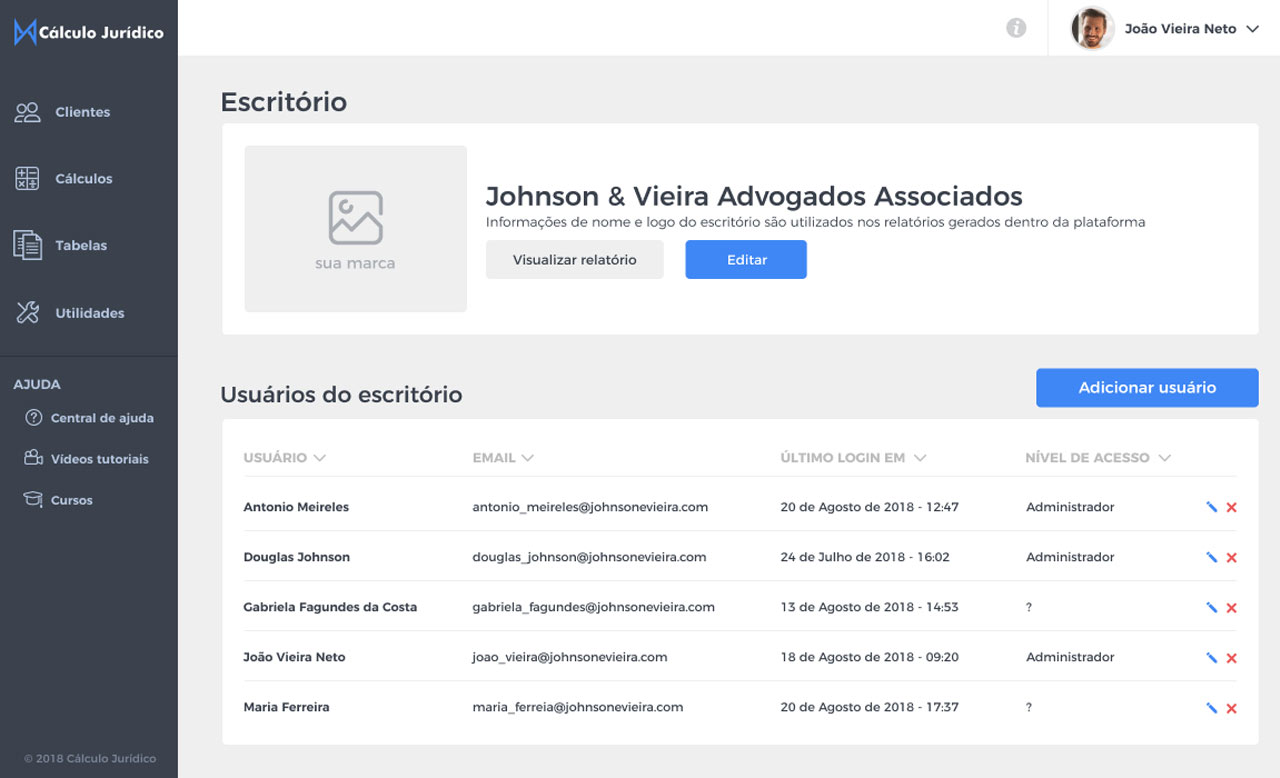 Cálculo Jurídico
João Vieira Neto
Clientes
Cálculos
Tabelas
Utilidades
AJUDA
Central de ajuda
Vídeos tutoriais
Cursos
© 2018 Cálculo Jurídico
Escritório
sua marca
Johnson & Vieira Advogados Associados
Informações de nome e logo do escritório são utilizados nos relatórios gerados dentro da plataforma
Visualizar relatório Editar
Usuários do escritório Adicionar usuário
USUÁRIO EMAIL ÚLTIMO LOGIN EM NÍVEL DE ACESSO
Antonio Meireles antonio_meireles@johnsonevieira.com 20 de Agosto de 2018 - 12:47 Administrador
Douglas Johnson douglas_johnson@johnsonevieira.com 24 de Julho de 2018 - 16:02 Administrador
Gabriela Fagundes da Costa gabriela_fagundes@johnsonevieira.com 13 de Agosto de 2018 - 14:53 ?
João Vieira Neto joao_vieira@johnsonevieira.com 18 de Agosto de 2018 - 09:20 Administrador
Maria Ferreira maria_ferreia@johnsonevieira.com 20 de Agosto de 2018 - 17:37 ?